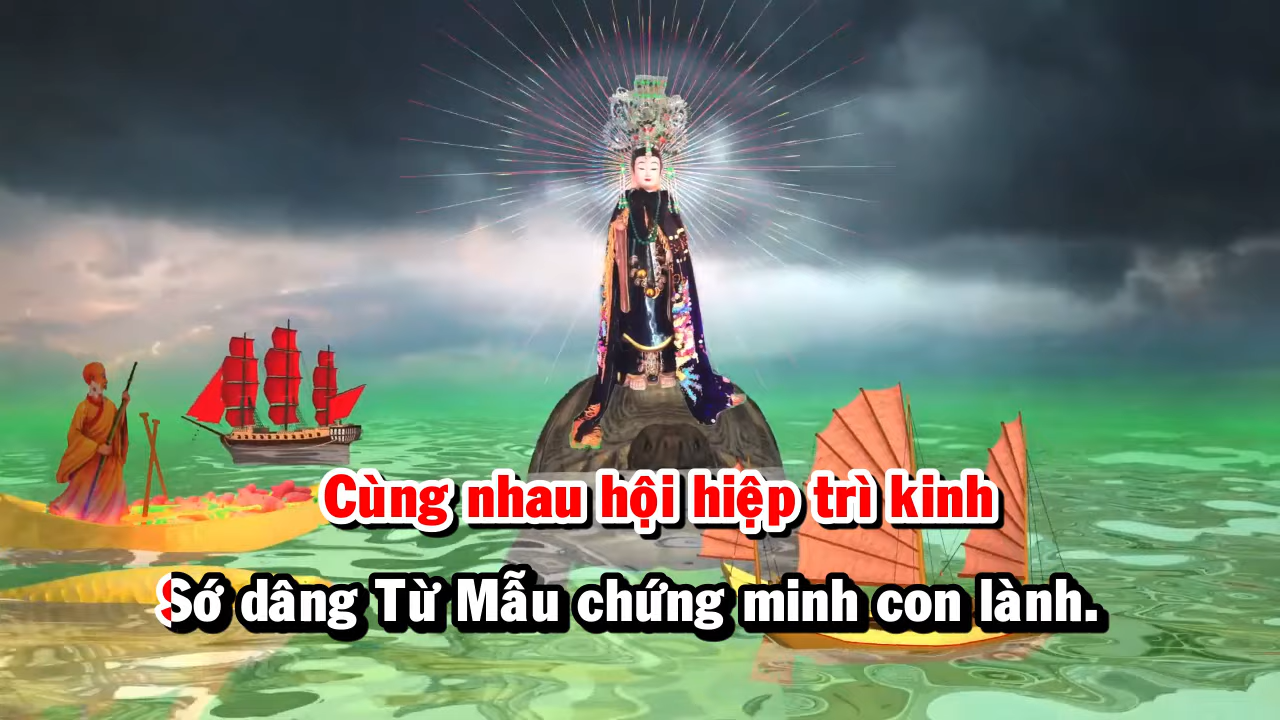 Cùng nhau hội hiệp trì kinh
Sớ dâng Từ Mẫu chứng minh con lành.